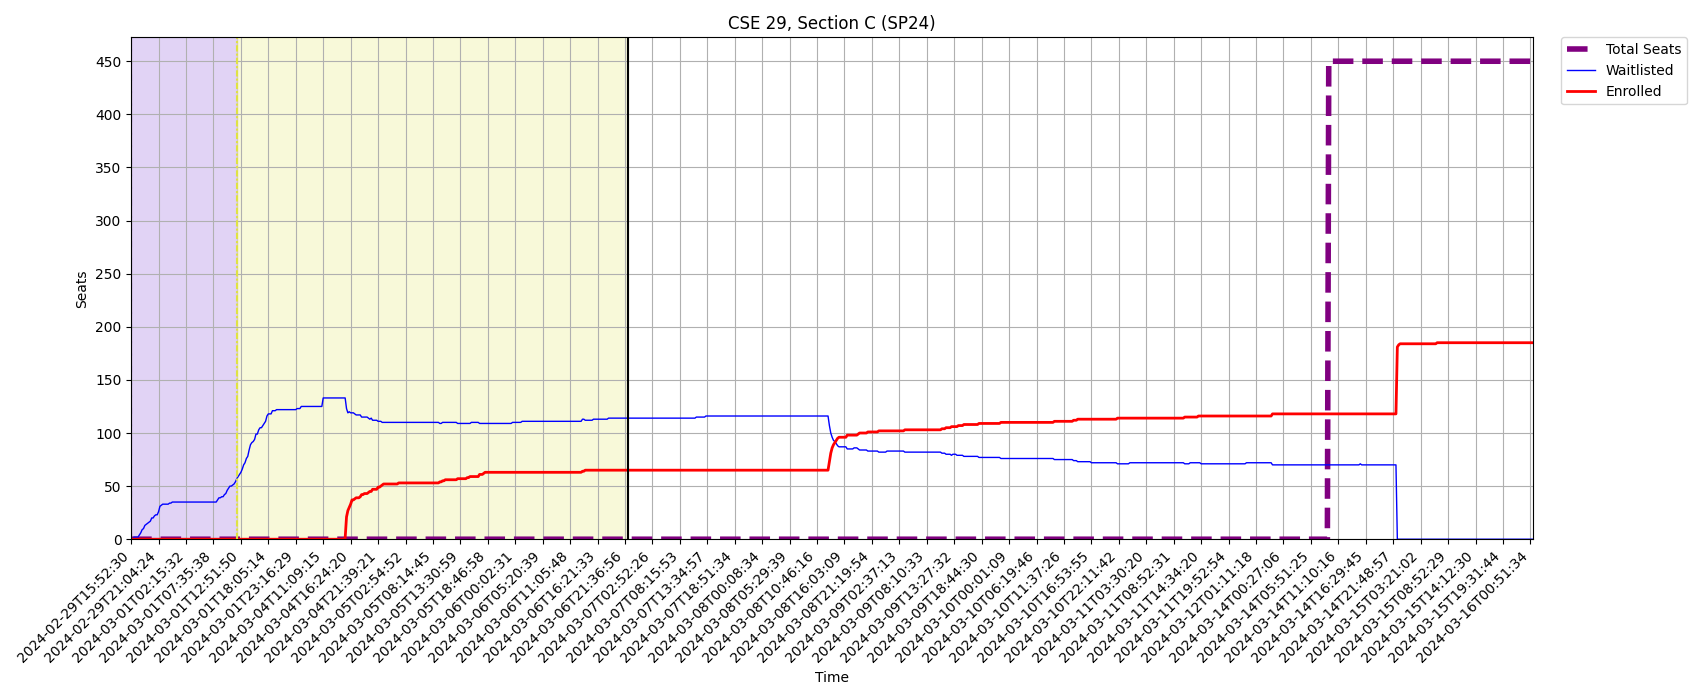 CSE 29, Section C (SP24)
Total Seats
Waitlisted
Enrolled
450
400
350
300
250
200
150
100
50
0
Seats
2024-02-29T15:52:30
2024-02-29T21:04:24
2024-03-01T02:15:32
2024-03-01T07:35:38
2024-03-01T12:51:50
2024-03-01T18:05:14
2024-03-01T23:16:29
2024-03-04T11:09:15
2024-03-04T16:24:20
2024-03-04T21:39:21
2024-03-05T02:54:52
2024-03-05T08:14:45
2024-03-05T13:30:59
2024-03-05T18:46:58
2024-03-06T00:02:31
2024-03-06T05:20:39
2024-03-06T11:05:48
2024-03-06T16:21:33
2024-03-06T21:36:56
2024-03-07T02:52:26
2024-03-07T08:15:53
2024-03-07T13:34:57
2024-03-07T18:51:34
2024-03-08T00:08:34
2024-03-08T05:29:39
2024-03-08T10:46:16
2024-03-08T16:03:09
2024-03-08T21:19:54
2024-03-09T02:37:13
2024-03-09T08:10:33
2024-03-09T13:27:32
2024-03-09T18:44:30
2024-03-10T00:01:09
2024-03-10T06:19:46
2024-03-10T11:37:26
2024-03-10T16:53:55
2024-03-10T22:11:42
2024-03-11T03:30:20
2024-03-11T08:52:31
2024-03-11T14:34:20
2024-03-11T19:52:54
2024-03-12T01:11:18
2024-03-14T00:27:06
2024-03-14T05:51:25
2024-03-14T11:10:16
2024-03-14T16:29:45
2024-03-14T21:48:57
2024-03-15T03:21:02
2024-03-15T08:52:29
2024-03-15T14:12:30
2024-03-15T19:31:44
2024-03-16T00:51:34
Time